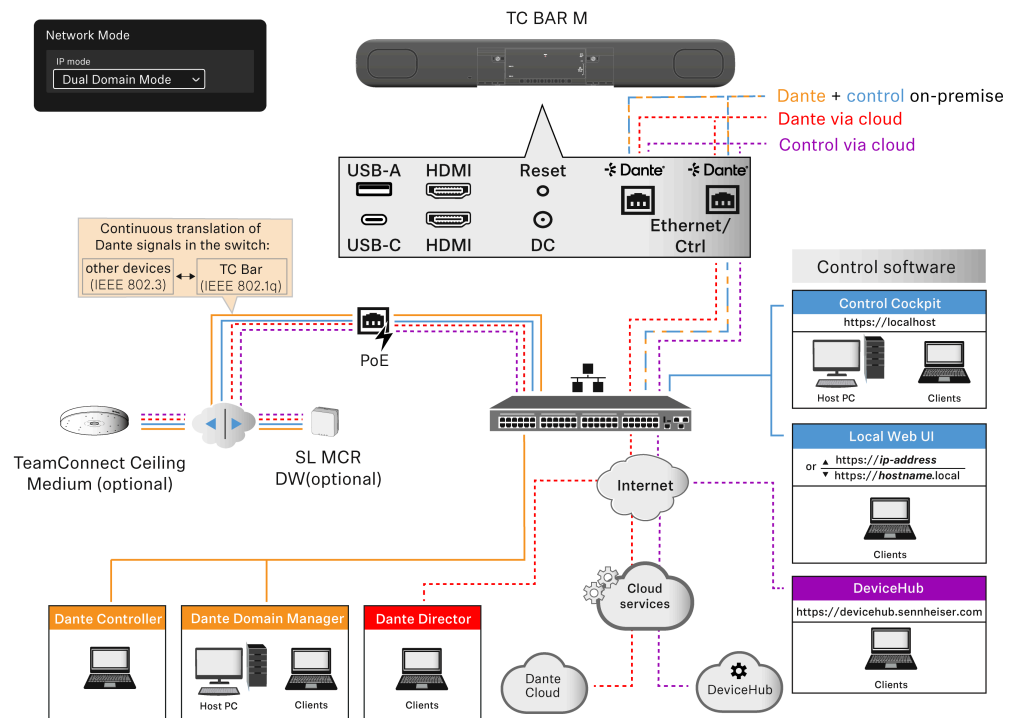 TC BAR M
Network Mode
IP mode
Dual Domain Mode
Dante + control on-premise
Dante via cloud
Control via cloud
USB-A
HDMI
Reset
Dante
Dante
USB-C
HDMI
DC
Ethernet/
Ctrl
Continuous translation of
Dante signals in the switch:
other devices
(IEEE 802.3)
TC Bar
(IEEE 802.1q)
PoE
Control software
Control Cockpit
https://localhost
Host PC
Clients
TeamConnect Ceiling
Medium (optional)
SL MCR
DW(optional)
Local Web UI
or
https://ip-address
https://hostname.local
Clients
Internet
Cloud
services
DeviceHub
https://devicehub.sennheiser.com
Clients
Dante Controller
Dante Domain Manager
Host PC
Clients
Dante Director
Clients
Dante
Cloud
DeviceHub